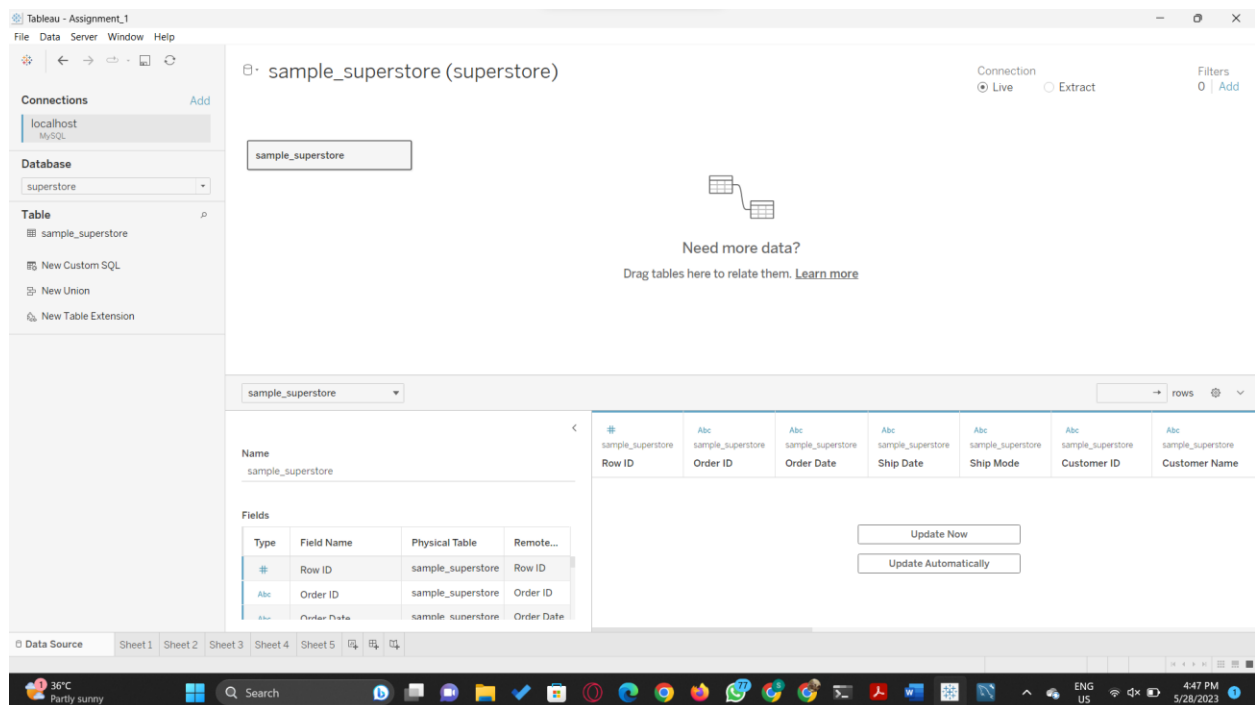 Tableau - Assignment_1
File Data Server Window Help
Connections Add
localhost
MySQL
Database
superstore
Table
sample_superstore
New Custom SQL
New Union
New Table Extension
sample_superstore (superstore)
Connection
Live Extract
Filters
0 Add
sample_superstore
Need more data?
Drag tables here to relate them. Learn more
sample_superstore
rows
Name
sample_superstore
Fields
Type Field Name Physical Table Remote...
# Row ID sample_superstore Row ID
Abc Order ID sample_superstore Order ID
Abc Order Date sample_superstore Order Date
# Abc Abc Abc Abc Abc Abc
sample_superstore sample_superstore sample_superstore sample_superstore sample_superstore sample_superstore sample_superstore
Row ID Order ID Order Date Ship Date Ship Mode Customer ID Customer Name
Update Now
Update Automatically
Data Source Sheet 1 Sheet 2 Sheet 3 Sheet 4 Sheet 5
1
36°C
Partly sunny
Search
77
ENG
US
4:47 PM
5/28/2023
1